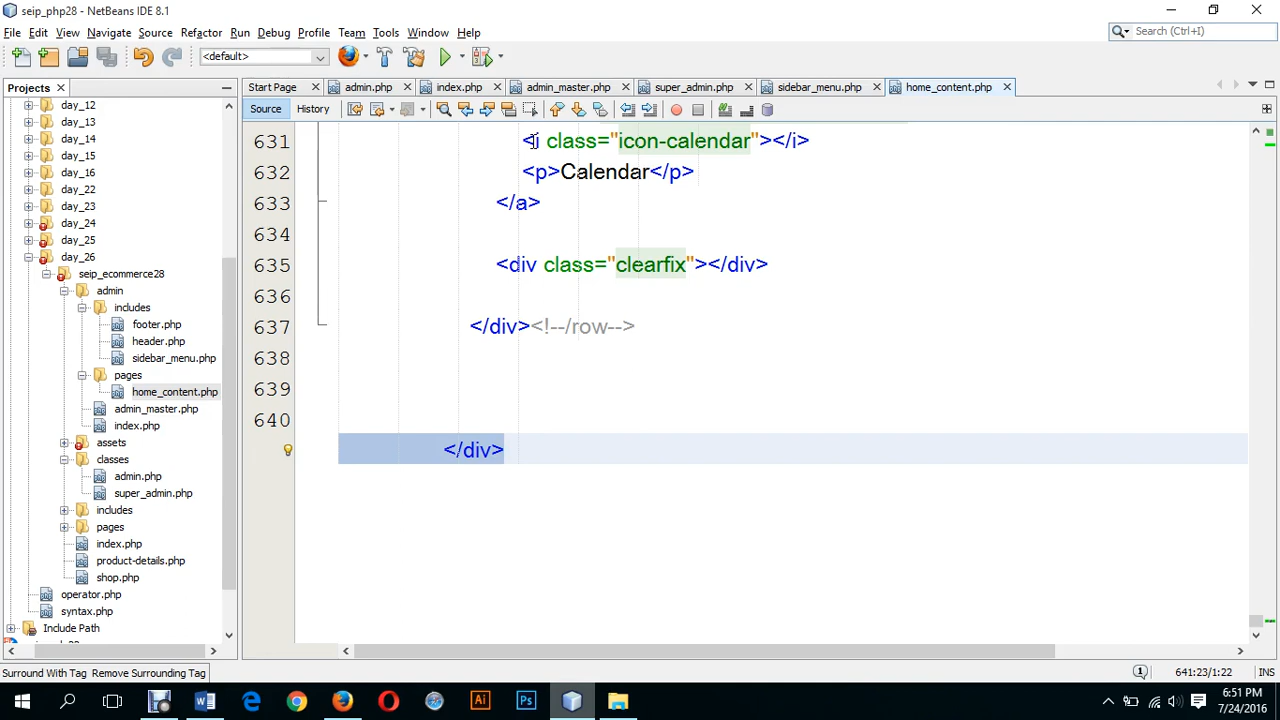 seip_php28 - NetBeans IDE 8.1
File Edit View Navigate Source Refactor Run Debug Profile Team Tools Window Help
Search (Ctrl+I)
<default>
Projects
Start Page admin.php index.php admin_master.php super_admin.php sidebar_menu.php home_content.php
Source History
day_12
day_13
day_14
day_15
day_16
day_22
day_23
day_24
day_25
day_26
seip_ecommerce28
admin
includes
footer.php
header.php
sidebar_menu.php
pages
home_content.php
admin_master.php
index.php
assets
classes
admin.php
super_admin.php
includes
pages
index.php
product-details.php
shop.php
operator.php
syntax.php
Include Path
631 <i class="icon-calendar"></i>
632 <p>Calendar</p>
633 </a>
634
635 <div class="clearfix"></div>
636
637 </div><!--/row-->
638
639
640
</div>
Surround With Tag Remove Surrounding Tag
1
641:23/1:22 INS
Ai
Ps
6:51 PM
7/24/2016